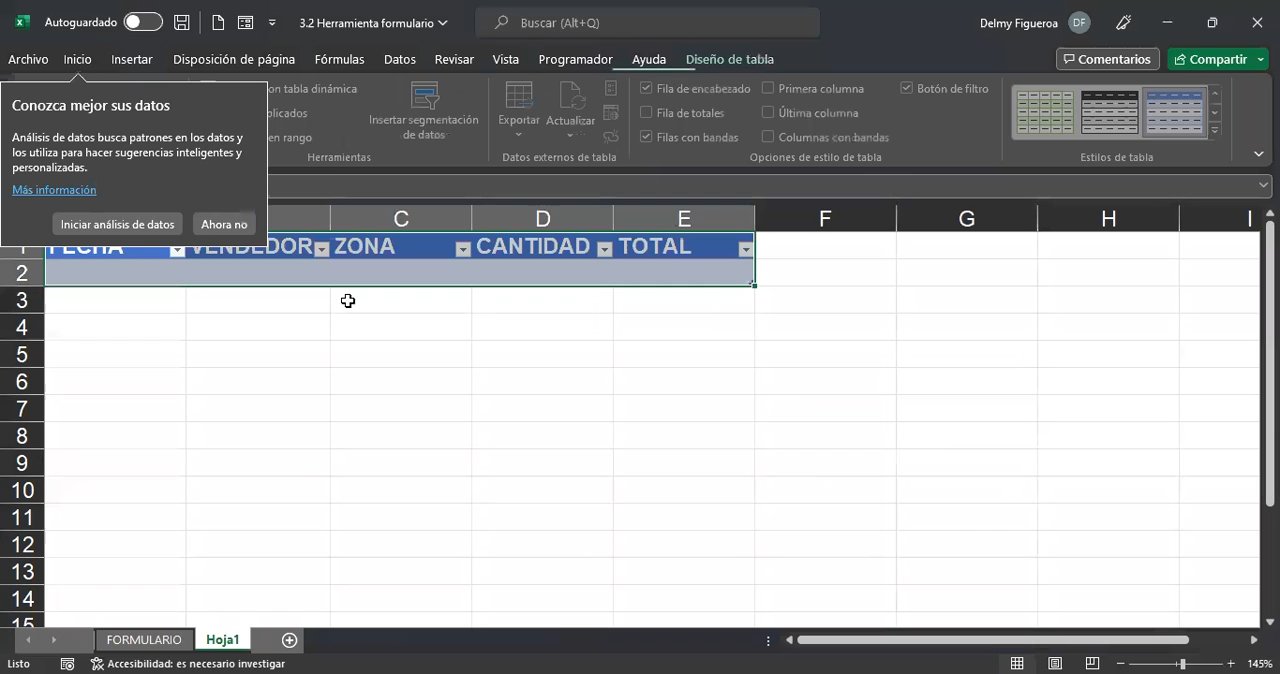 Autoguardado
3.2 Herramienta formulario
Buscar (Alt+Q)
Delmy Figueroa
DF
Archivo
Inicio
Insertar
Disposición de página
Fórmulas
Datos
Revisar
Vista
Programador
Ayuda
Diseño de tabla
Comentarios
Compartir
Conozca mejor sus datos
Análisis de datos busca patrones en los datos y
los utiliza para hacer sugerencias inteligentes y
personalizadas.
Más información
Iniciar análisis de datos
Ahora no
on tabla dinámica
plicados
en rango
Herramientas
Insertar segmentación
de datos
Exportar
Actualizar
Datos externos de tabla
Fila de encabezado
Fila de totales
Filas con bandas
Primera columna
Última columna
Columnas con bandas
Botón de filtro
Opciones de estilo de tabla
Estilos de tabla
C D E F G H I
1 FECHA VENDEDOR ZONA CANTIDAD TOTAL
2
3
4
5
6
7
8
9
10
11
12
13
14
15
FORMULARIO
Hoja1
Listo
Accesibilidad: es necesario investigar
145%